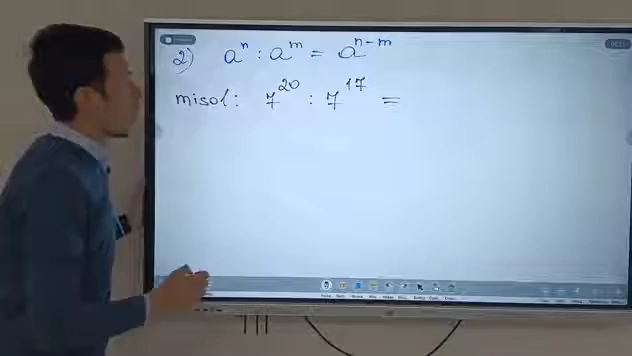 2) aⁿ : aᵐ = aⁿ⁻ᵐ
misol: 7²⁰ : 7¹⁷ =